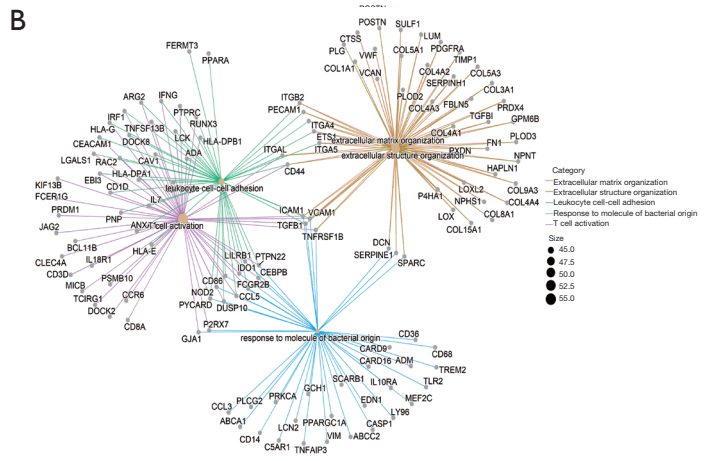 B
POSTN
POSTN
SULF1
CTSS
LUM
PLG
VWF
COL5A1
PDGFRA
TIMP1
COL1A1
VCAN
COL4A2
COL5A3
SERPINH1
COL3A1
PLOD2
FERMT3
PPARA
ARG2
IFNG
PTPRC
IRF1
RUNX3
HLA-G
TNFSF13B
LCK
HLA-DPB1
CEACAM1
DOCK8
ADA
LGALS1
RAC2
CAV1
HLA-DPA1
EBI3
CD1D
IL7
KIF13B
FCER1G
PRDM1
PNP
JAG2
ANXA
T cell activation
leukocyte cell-cell adhesion
BCL11B
HLA-E
CLEC4A
IL18R1
CD3D
PSMB10
MICB
TCIRG1
CCR6
DOCK2
CD8A
ITGB2
PECAM1
ITGA4
ETS1
ITGA5
ITGAL
CD44
ICAM1
VCAM1
TGFB1
TNFRSF1B
COL4A3
FBLN5
PRDX4
TGFBI
GPM6B
COL4A1
PLOD3
FN1
PXDN
NPNT
HAPLN1
extracellular matrix organization
extracellular structure organization
LOXL2
COL9A3
P4HA1
NPHS1
COL4A4
LOX
COL8A1
COL15A1
DCN
SERPINE1
SPARC
LILRB1
PTPN22
IDO1
CEBPB
CD86
FCGR2B
NOD2
CCL5
PYCARD
DUSP10
P2RX7
GJA1
response to molecule of bacterial origin
CD36
CARD9
CD68
CARD16
ADM
TREM2
SCARB1
IL10RA
TLR2
GCH1
MEF2C
PRKCA
EDN1
PLCG2
LY96
CCL3
ABCA1
PPARGC1A
CASP1
LCN2
CD14
VIM
ABCC2
C5AR1
TNFAIP3
Category
Extracellular matrix organization
Extracellular structure organization
Leukocyte cell-cell adhesion
Response to molecule of bacterial origin
T cell activation
Size
45.0
47.5
50.0
52.5
55.0